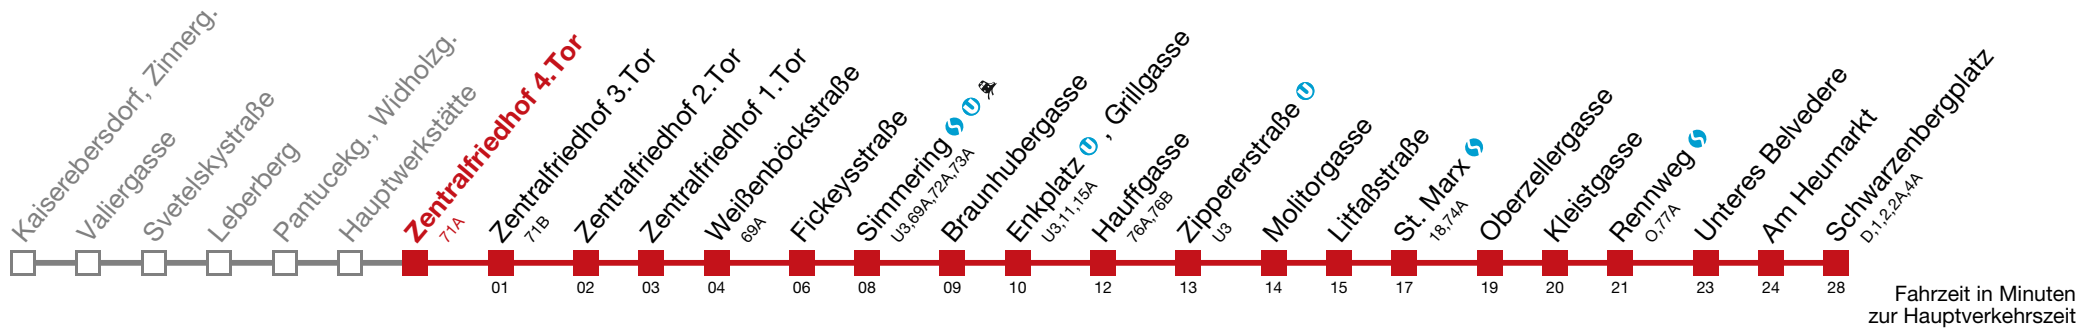 Kaiserebersdorf, Zinnerg.
Valiergasse
Svetelskystraße
Leberberg
Pantucekg., Widholzg.
Hauptwerkstätte
Zentralfriedhof 4.Tor
71A
Zentralfriedhof 3.Tor
71B
01
Zentralfriedhof 2.Tor
02
Zentralfriedhof 1.Tor
03
Weißenböckstraße
69A
04
Fickeysstraße
06
Simmering S U
U3,69A,72A,73A
08
Braunhubergasse
09
Enkplatz U , Grillgasse
U3,11,15A
10
Hauffgasse
76A,76B
12
Zippererstraße U
U3
13
Molitorgasse
14
Litfaßstraße
15
St. Marx S
18,74A
17
Oberzellergasse
19
Kleistgasse
20
Rennweg S
O,77A
21
Unteres Belvedere
23
Am Heumarkt
24
Schwarzenbergplatz
D,1,2,2A,4A
28
Fahrzeit in Minuten
zur Hauptverkehrszeit